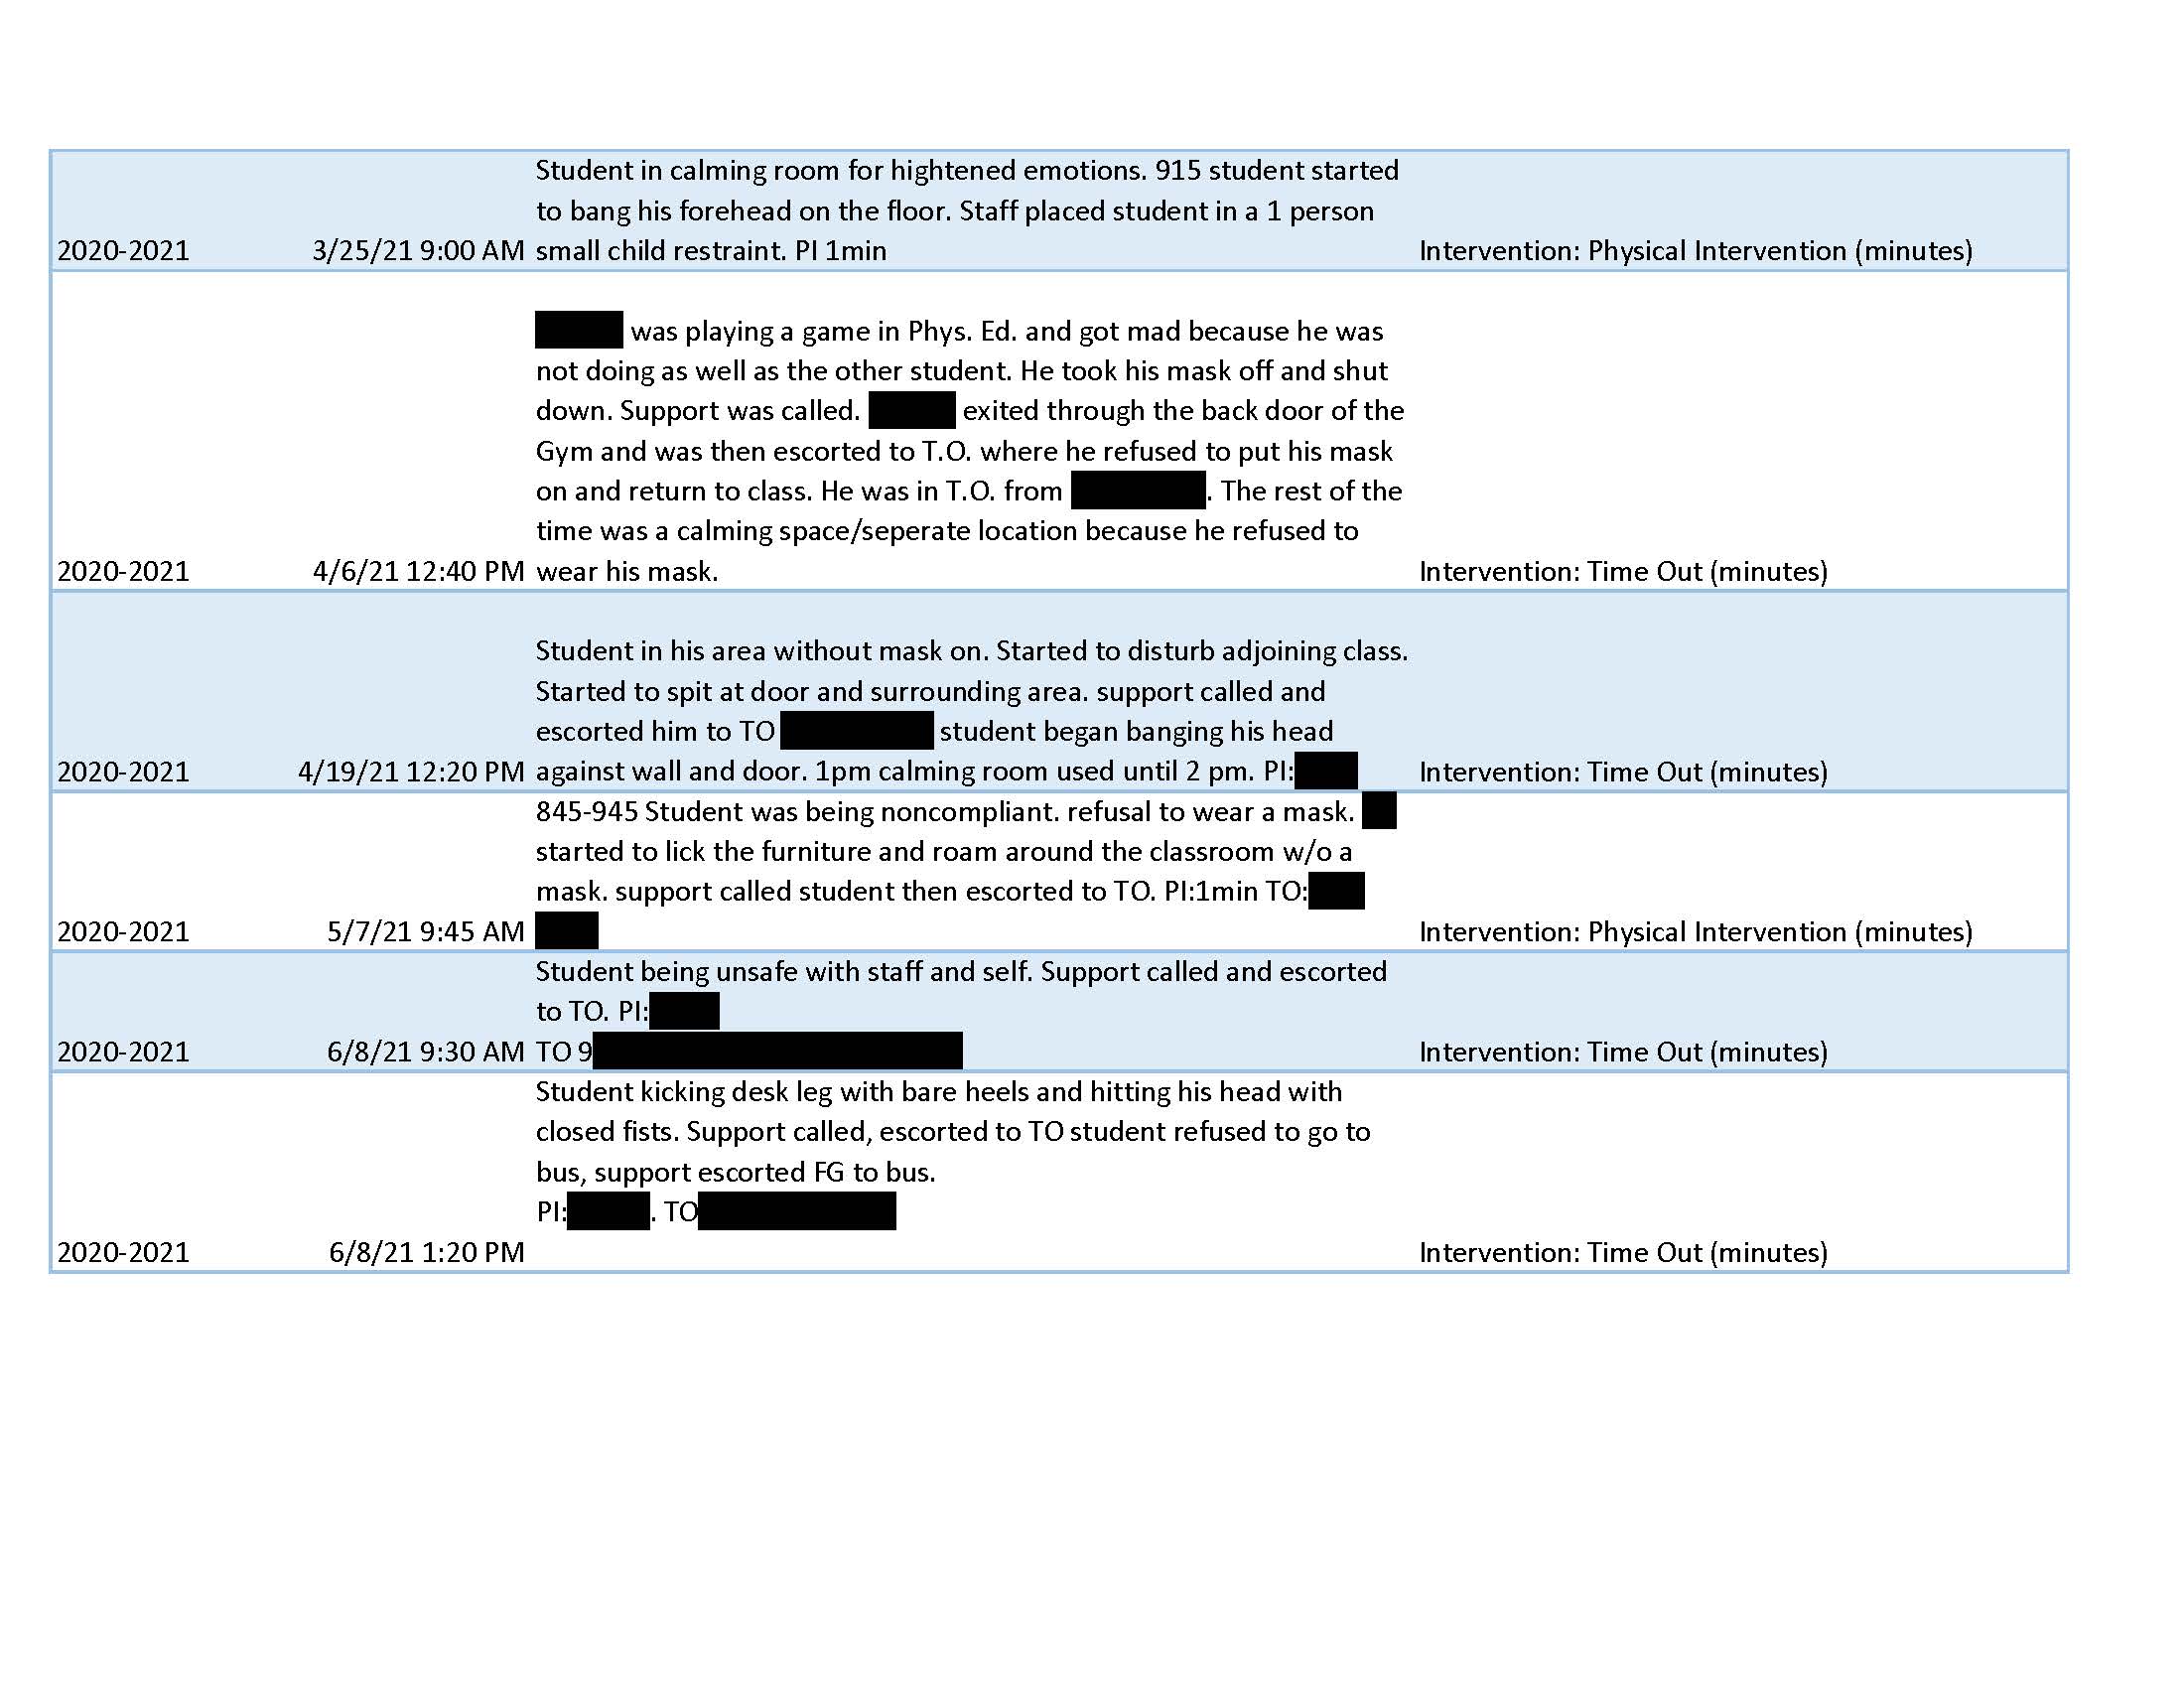 Student in calming room for hightened emotions. 915 student started
to bang his forehead on the floor. Staff placed student in a 1 person
2020-2021 3/25/21 9:00 AM small child restraint. PI 1min Intervention: Physical Intervention (minutes)
was playing a game in Phys. Ed. and got mad because he was
not doing as well as the other student. He took his mask off and shut
down. Support was called. exited through the back door of the
Gym and was then escorted to T.O. where he refused to put his mask
on and return to class. He was in T.O. from . The rest of the
time was a calming space/seperate location because he refused to
2020-2021 4/6/21 12:40 PM wear his mask. Intervention: Time Out (minutes)
Student in his area without mask on. Started to disturb adjoining class.
Started to spit at door and surrounding area. support called and
escorted him to TO student began banging his head
2020-2021 4/19/21 12:20 PM against wall and door. 1pm calming room used until 2 pm. PI: Intervention: Time Out (minutes)
845-945 Student was being noncompliant. refusal to wear a mask.
started to lick the furniture and roam around the classroom w/o a
mask. support called student then escorted to TO. PI:1min TO:
2020-2021 5/7/21 9:45 AM Intervention: Physical Intervention (minutes)
Student being unsafe with staff and self. Support called and escorted
to TO. PI:
2020-2021 6/8/21 9:30 AM TO 9 Intervention: Time Out (minutes)
Student kicking desk leg with bare heels and hitting his head with
closed fists. Support called, escorted to TO student refused to go to
bus, support escorted FG to bus.
PI: . TO
2020-2021 6/8/21 1:20 PM Intervention: Time Out (minutes)